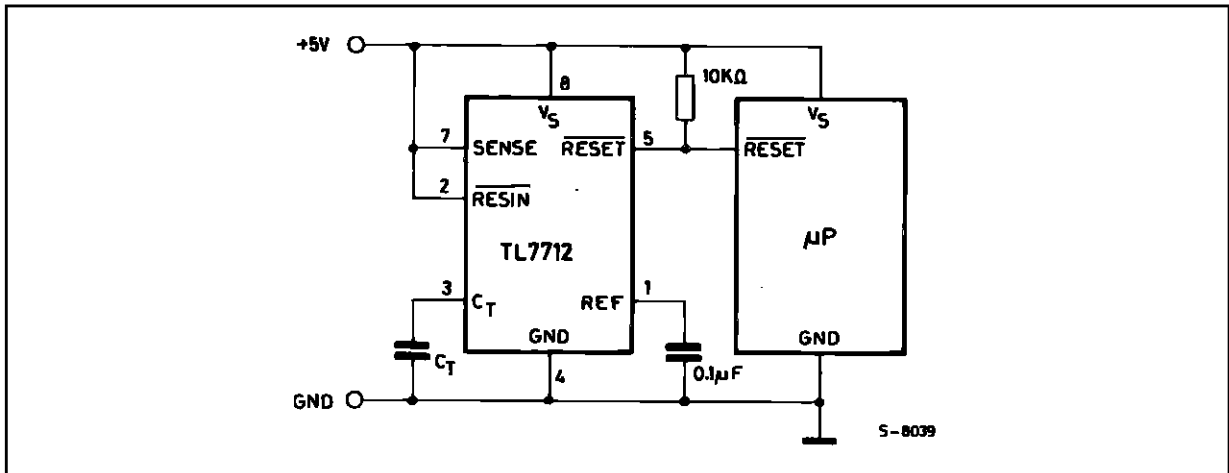 +5V
8
10KΩ
VS
VS
7
SENSE
RESET
5
RESET
2
RESIN
TL7712
μP
3
CT
REF
1
GND
GND
CT
4
0.1μF
GND
S-8039